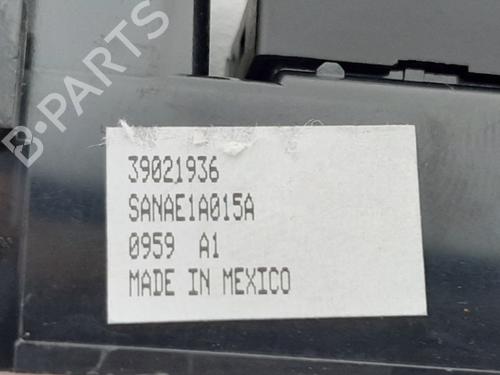 B-PARTS
39021936
SANAE1A015A
0959 A1
MADE IN MEXICO